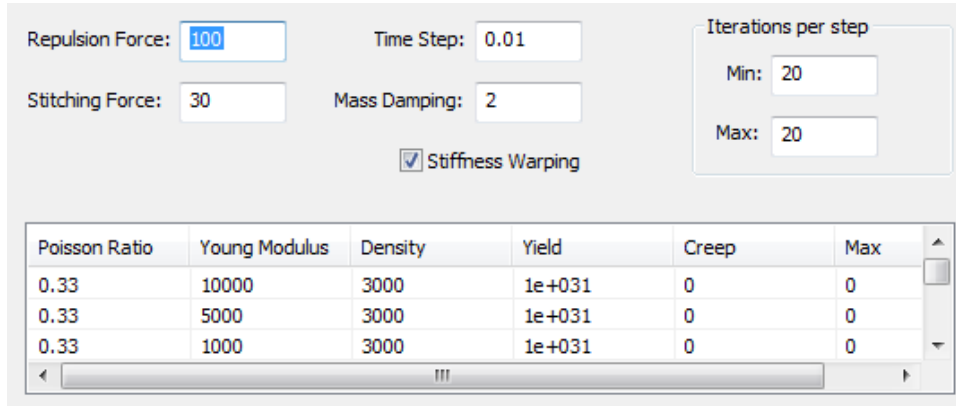 Repulsion Force: 100 Time Step: 0.01 Iterations per step
Min: 20
Stitching Force: 30 Mass Damping: 2
Max: 20
Stiffness Warping
Poisson Ratio Young Modulus Density Yield Creep Max
0.33 10000 3000 1e+031 0 0
0.33 5000 3000 1e+031 0 0
0.33 1000 3000 1e+031 0 0